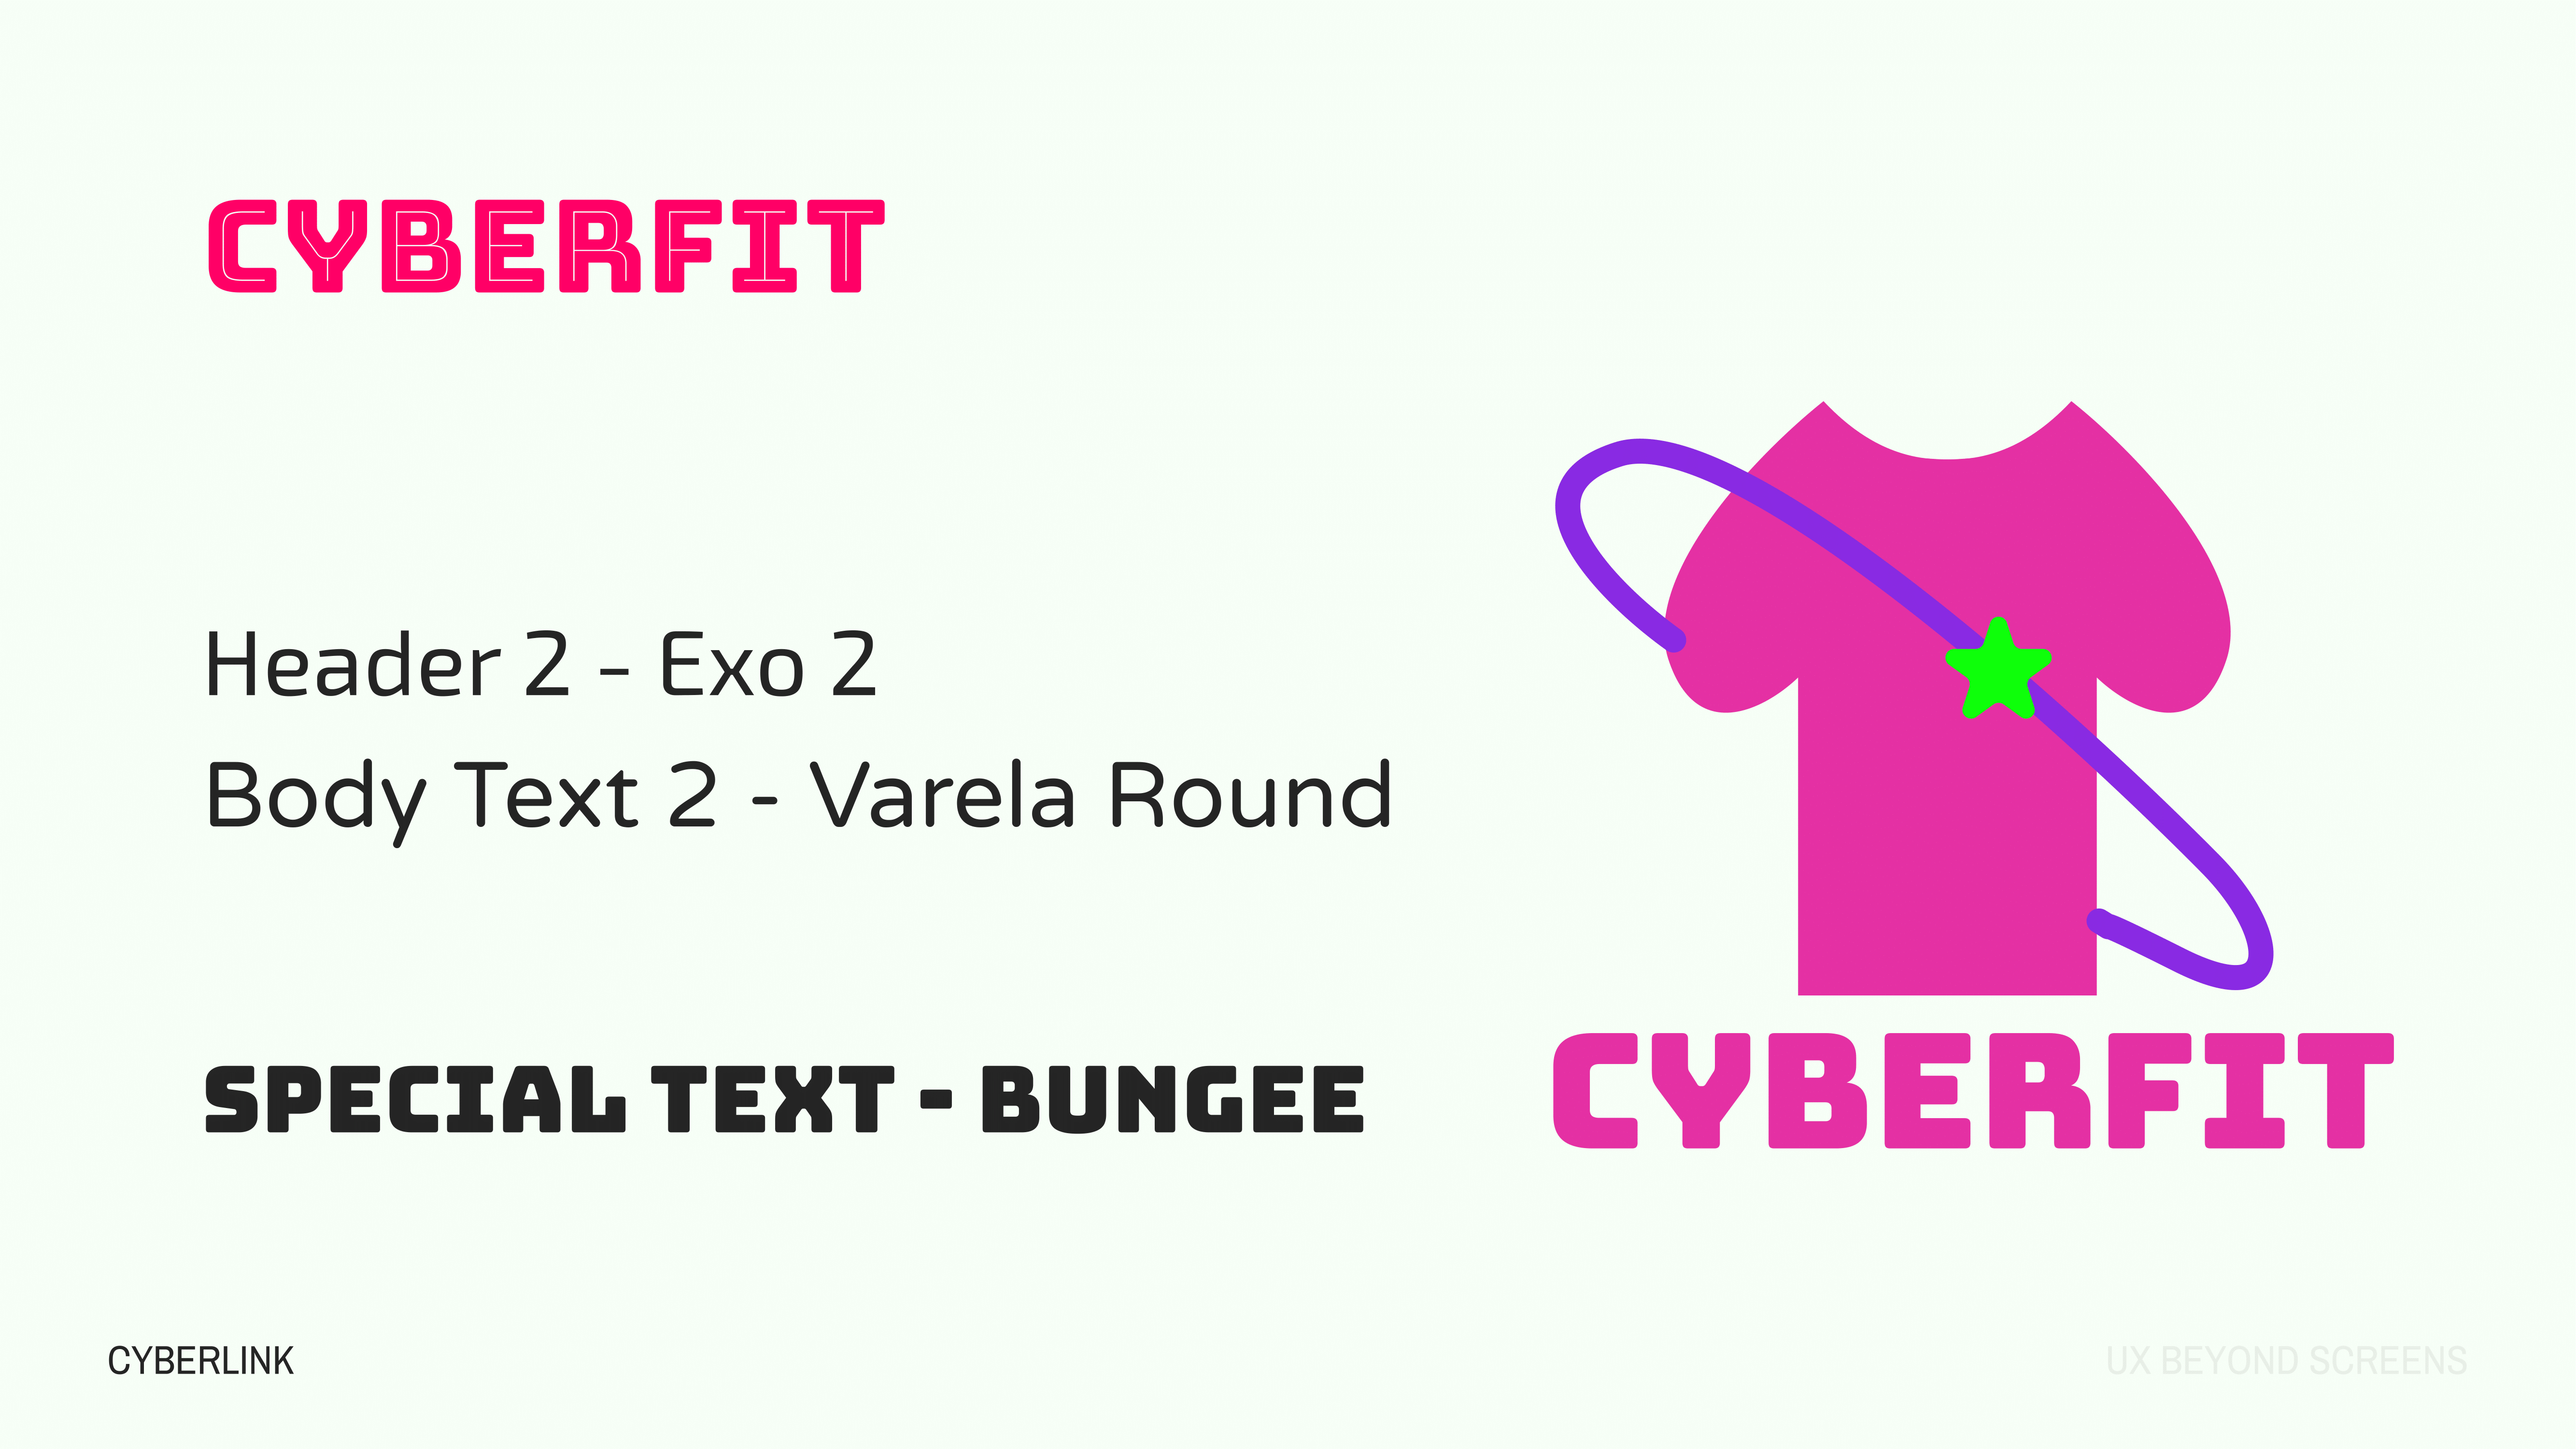 CYBERFIT
Header 2 - Exo 2
Body Text 2 - Varela Round
SPECIAL TEXT - BUNGEE
CYBERFIT
CYBERLINK
UX BEYOND SCREENS